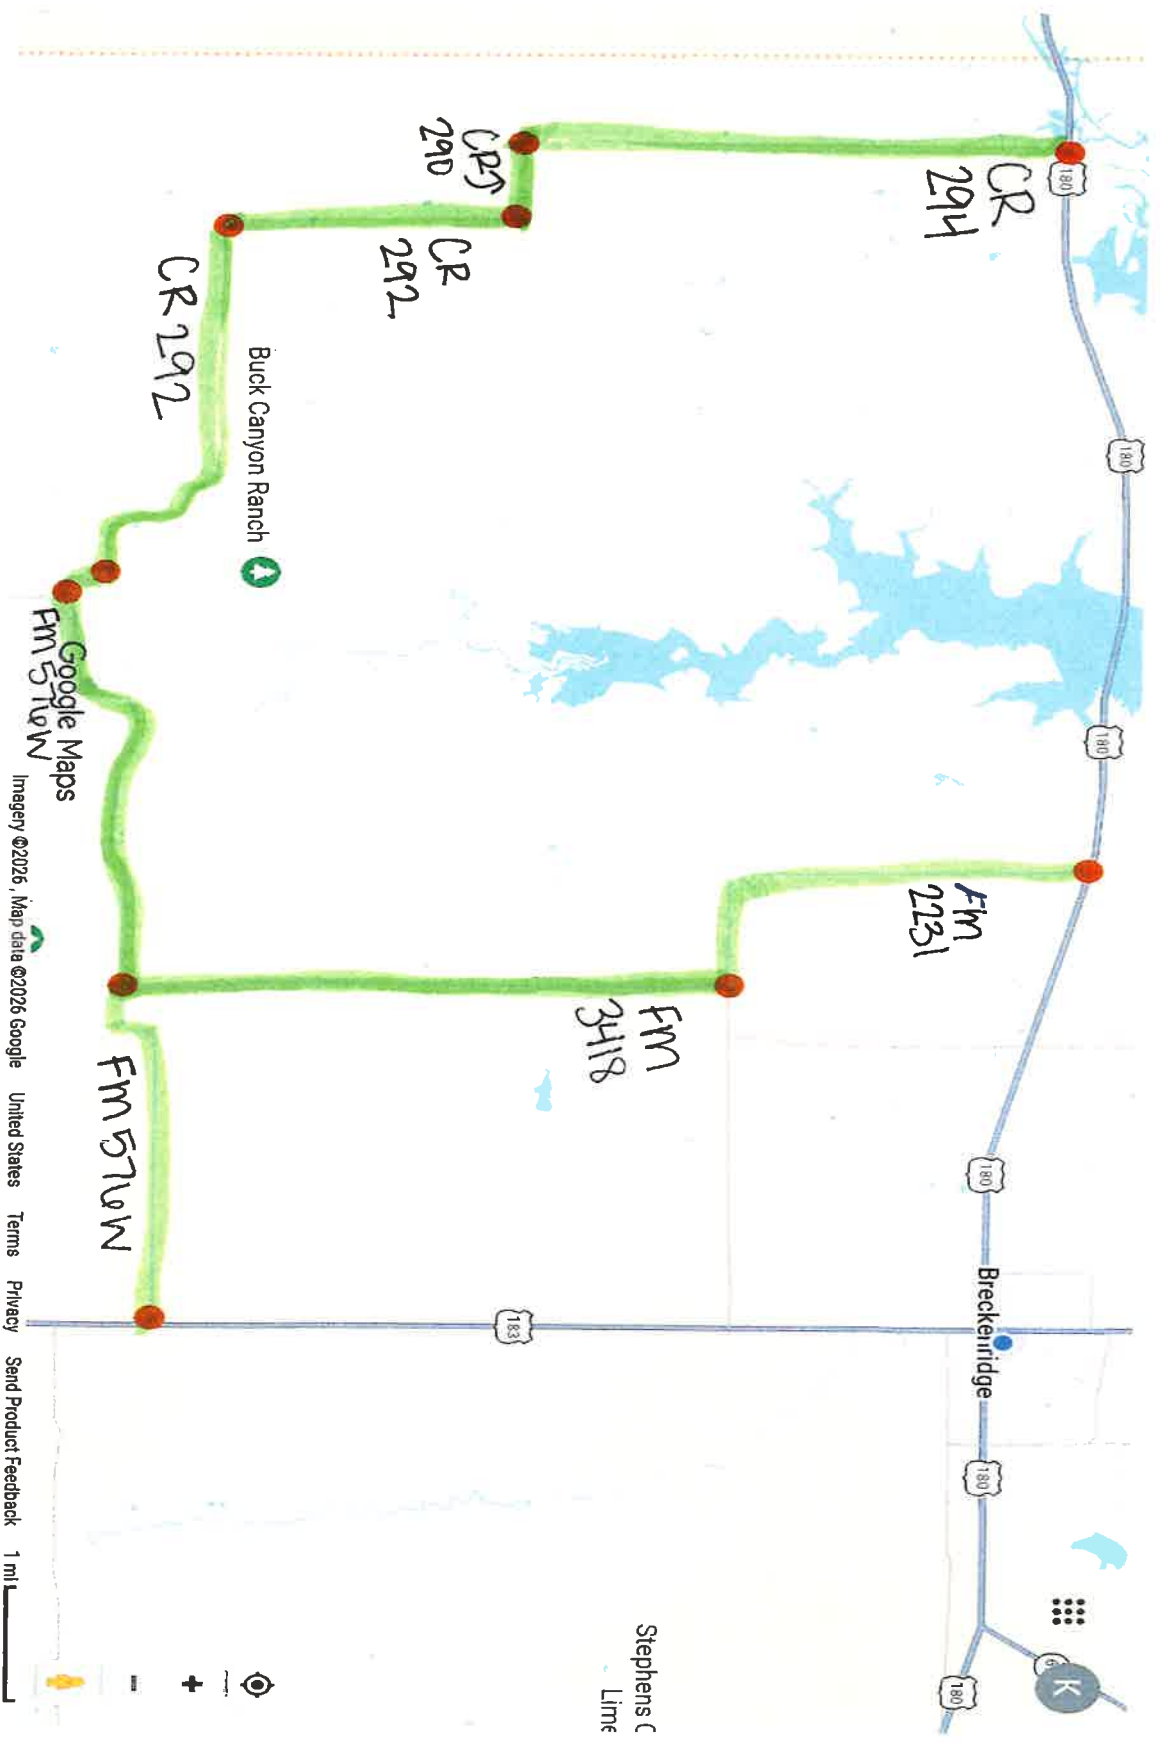 180
CR
294
CR
290
CR
292
CR 292
Buck Canyon Ranch
180
180
FM
2231
FM
3418
FM 576W
Google Maps
FM 576W
180
Breckenridge
183
180
180
6
K
Stephens C
Lime
Imagery ©2026 , Map data ©2026 Google United States Terms Privacy Send Product Feedback 1 mi